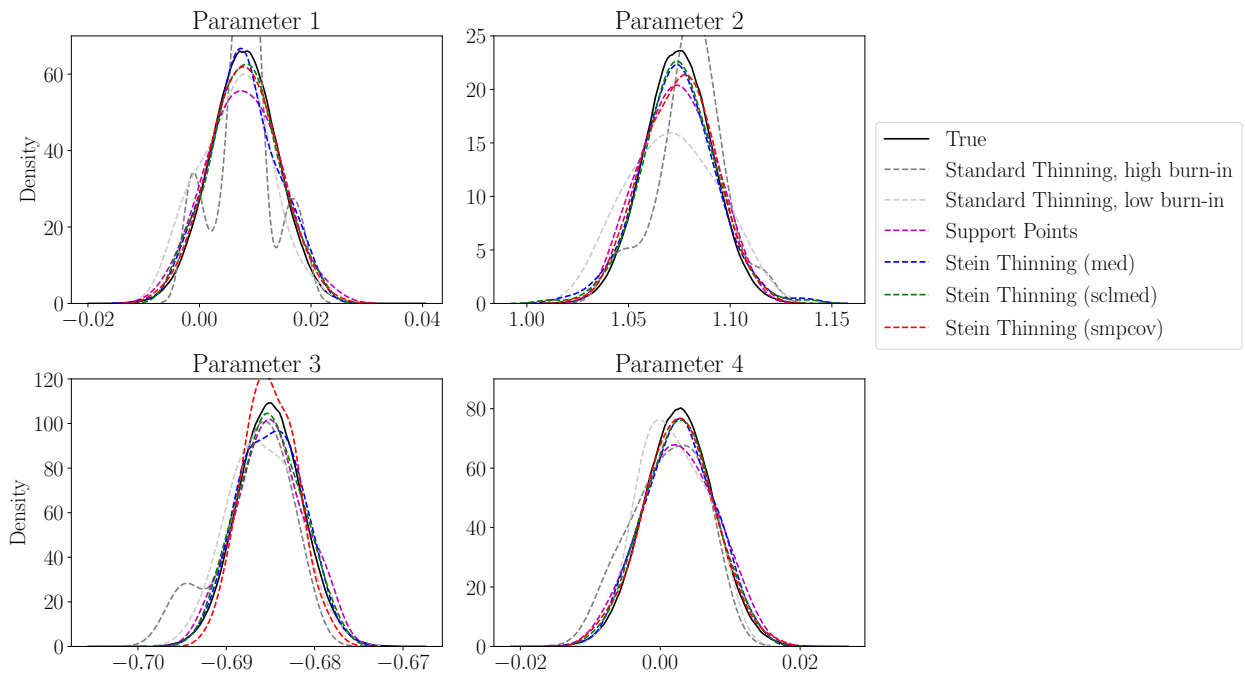 Parameter 1
Density
60
40
20
0
−0.02
0.00
0.02
0.04
Parameter 2
25
20
15
10
5
0
1.00
1.05
1.10
1.15
True
Standard Thinning, high burn-in
Standard Thinning, low burn-in
Support Points
Stein Thinning (med)
Stein Thinning (sclmed)
Stein Thinning (smpcov)
Parameter 3
Density
120
100
80
60
40
20
0
−0.70
−0.69
−0.68
−0.67
Parameter 4
80
60
40
20
0
−0.02
0.00
0.02